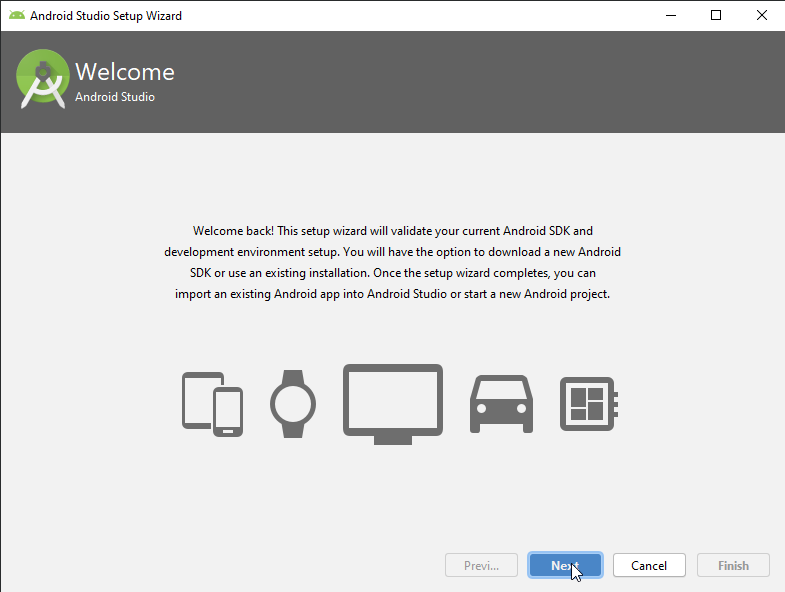 Android Studio Setup Wizard
Welcome
Android Studio
Welcome back! This setup wizard will validate your current Android SDK and
development environment setup. You will have the option to download a new Android
SDK or use an existing installation. Once the setup wizard completes, you can
import an existing Android app into Android Studio or start a new Android project.
Previ... Next Cancel Finish